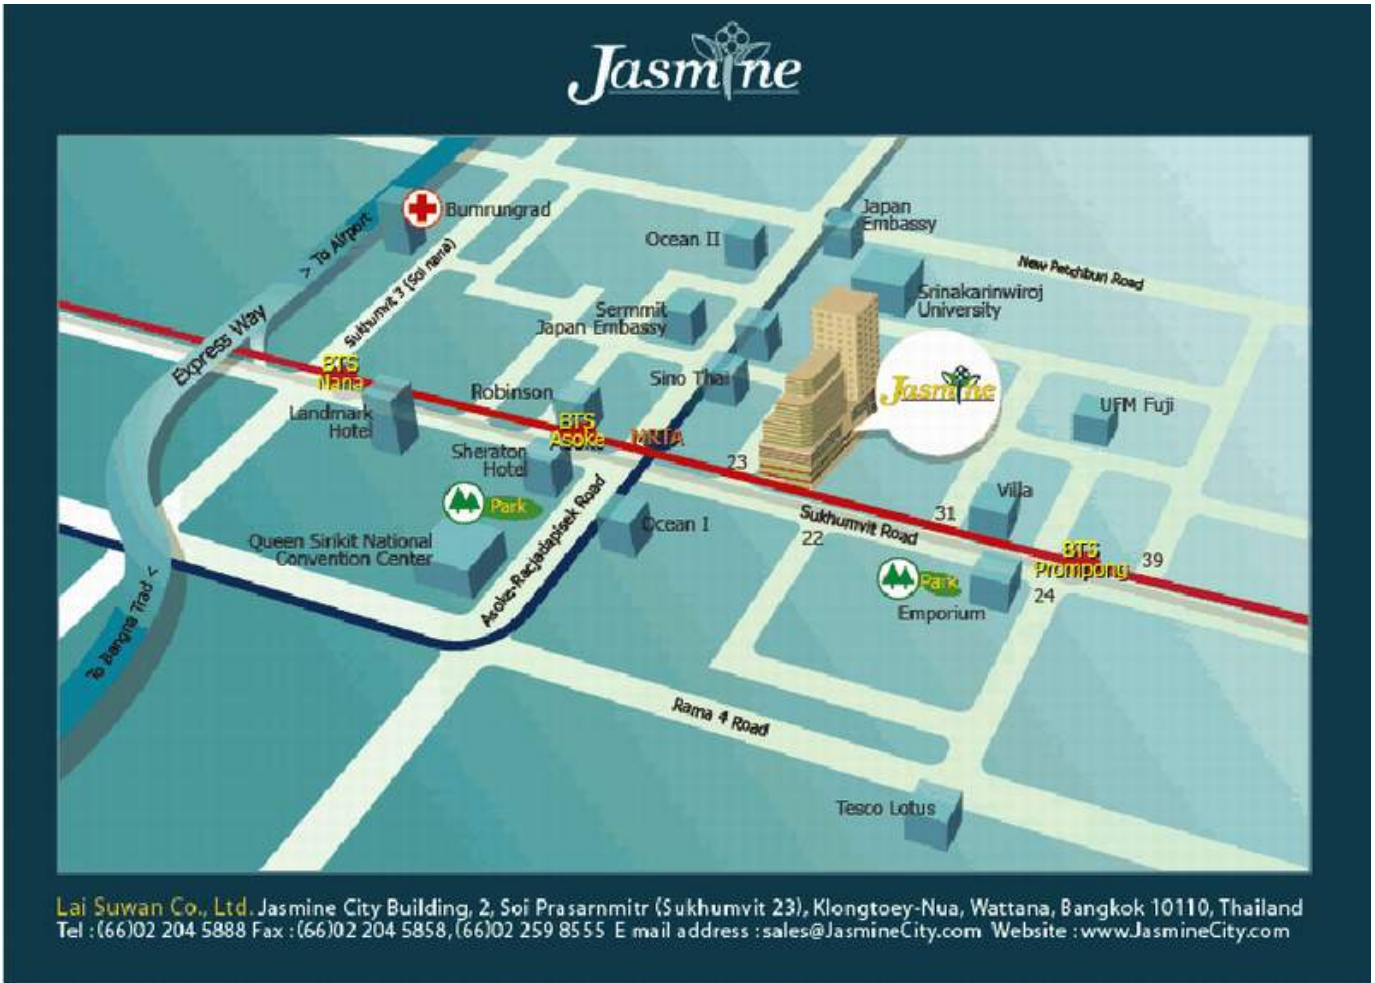 Jasmine
Bumrungrad
> To Airport
Sukhumvit 3 (Soi nana)
Express Way
Japan
Embassy
Ocean II
New Petchburi Road
Srinakarinwiroj
University
Sermmit
Japan Embassy
Jasmine
Sino Thai
BTS
Nana
Robinson
Landmark
Hotel
BTS
Asoke
MRTA
UFM Fuji
Sheraton
Hotel
23
Park
Villa
31
Sukhumvit Road
22
Ocean I
Asoke-Racjadapisek Road
Queen Sirikit National
Convention Center
BTS
Prompong
39
24
Park
Emporium
To Bangna Trad <
Rama 4 Road
Tesco Lotus
Lai Suwan Co., Ltd. Jasmine City Building, 2, Soi Prasarnmitr (Sukhumvit 23), Klongtoey-Nua, Wattana, Bangkok 10110, Thailand
Tel :(66)02 204 5888 Fax :(66)02 204 5858, (66)02 259 8555 E mail address :sales@JasmineCity.com Website :www.JasmineCity.com